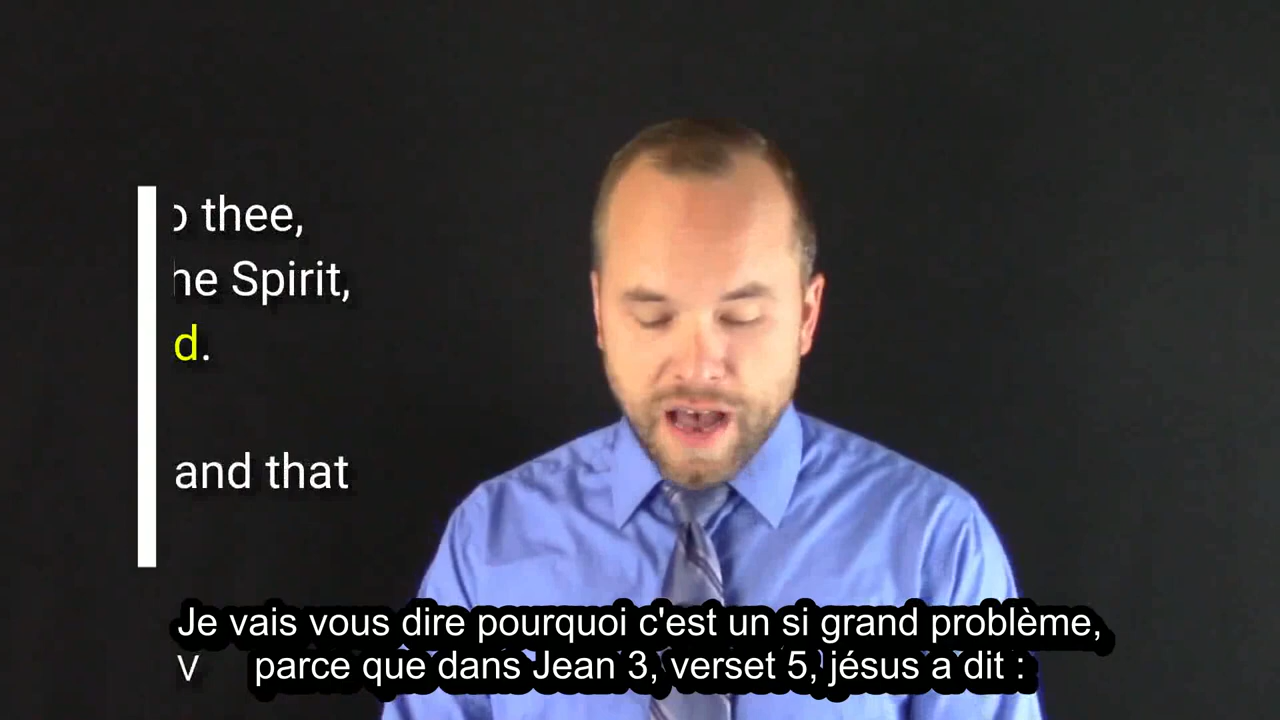 o thee,
he Spirit,
d.
and that
V
Je vais vous dire pourquoi c'est un si grand problème,
parce que dans Jean 3, verset 5, jésus a dit :